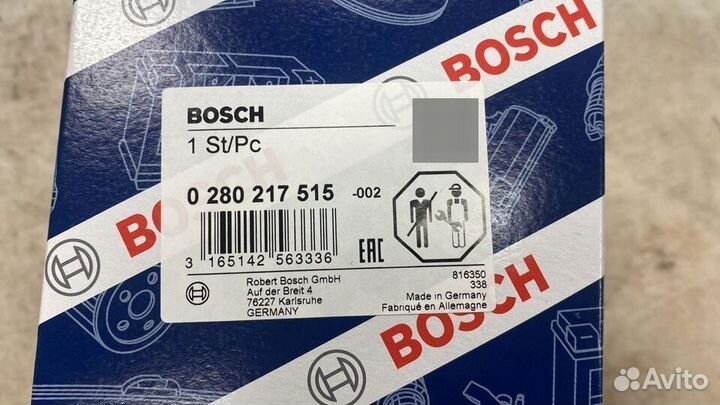 BOSCH
BOSCH
BOSCH
1 St/Pc
0 280 217 515 -002
3 165142 563336
EAC
Robert Bosch GmbH
Auf der Breit 4
76227 Karlsruhe
GERMANY
816350
338
Made in Germany
Fabriqué en Allemagne
BOSCH
Avito